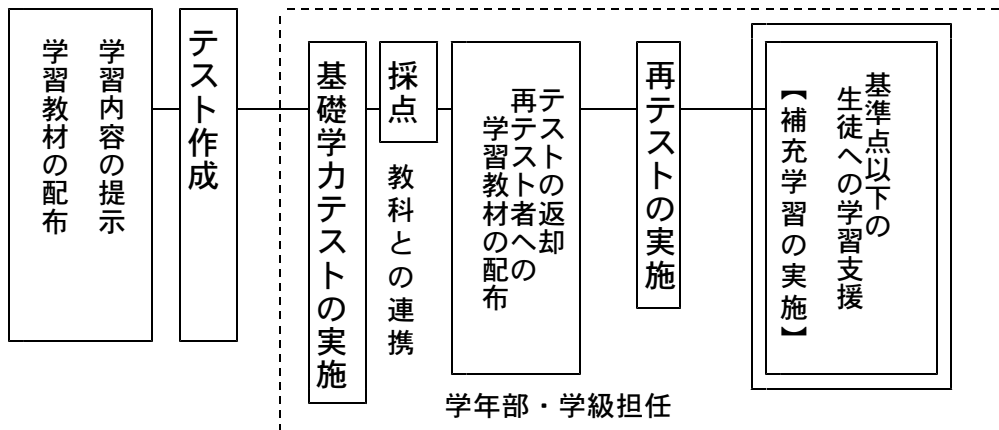 学習内容の提示
学習教材の配布
テスト作成
基礎学力テストの実施
採点
教科との連携
テストの返却
再テスト者への
学習教材の配布
再テストの実施
基準点以下の
生徒への学習支援
【補充学習の実施】
学年部・学級担任